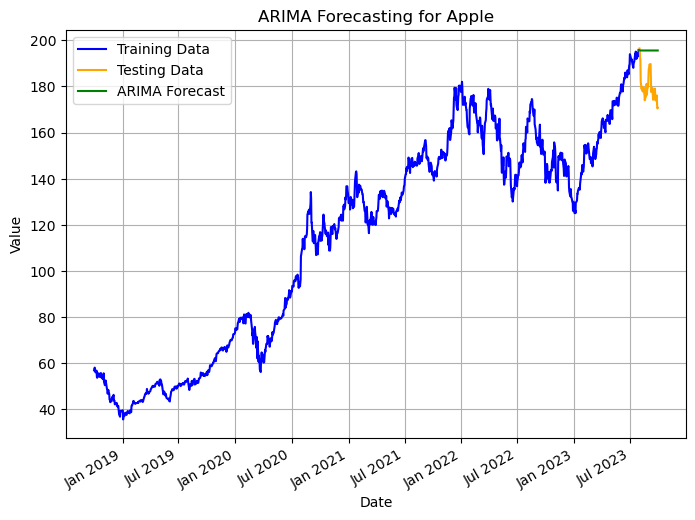 ARIMA Forecasting for Apple
Training Data
Testing Data
ARIMA Forecast
Value
200
180
160
140
120
100
80
60
40
Jan 2019
Jul 2019
Jan 2020
Jul 2020
Jan 2021
Jul 2021
Jan 2022
Jul 2022
Jan 2023
Jul 2023
Date